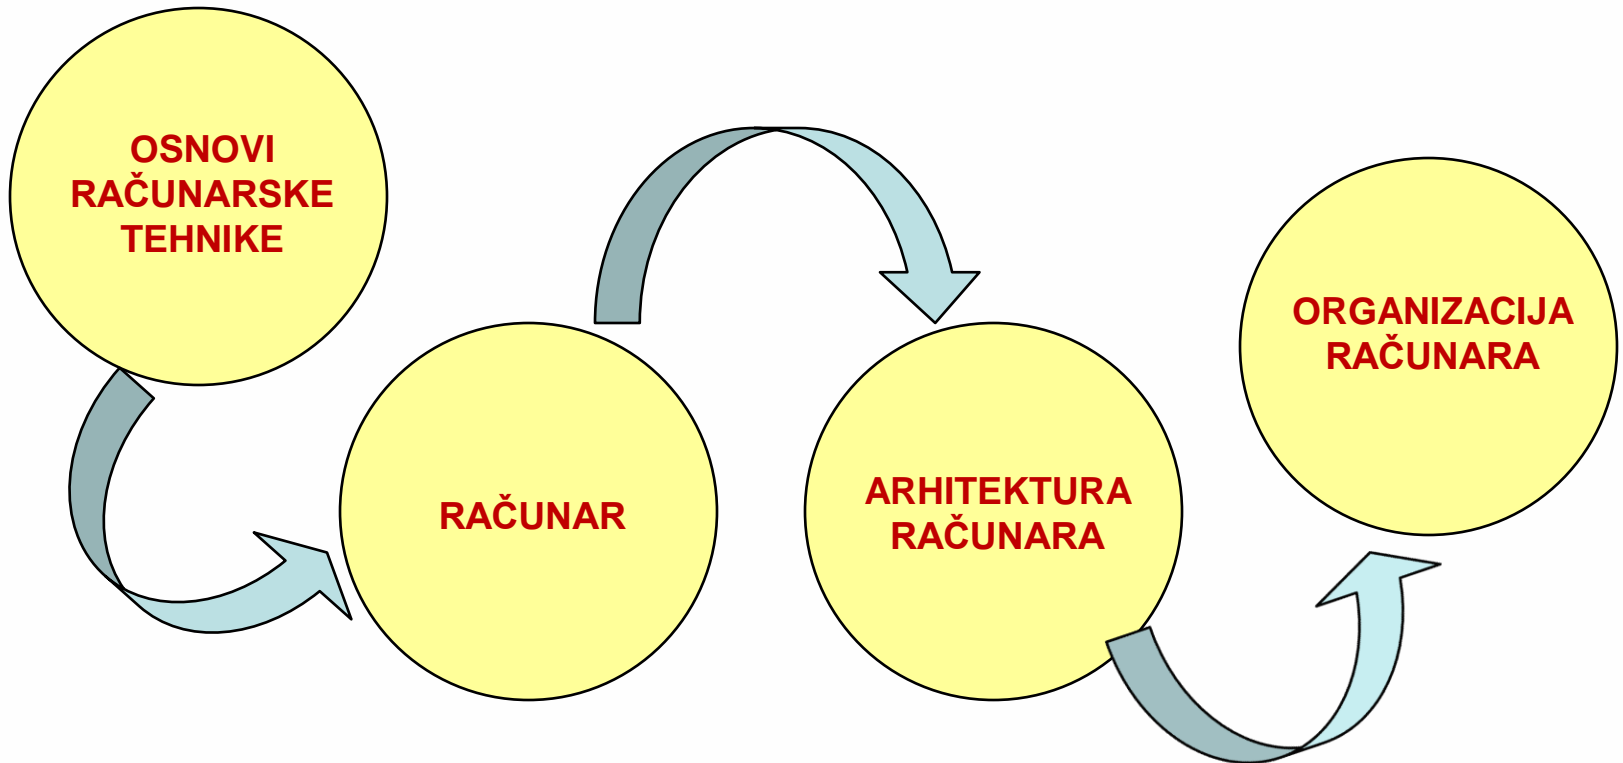 OSNOVI
RAČUNARSKE
TEHNIKE
RAČUNAR
ARHITEKTURA
RAČUNARA
ORGANIZACIJA
RAČUNARA